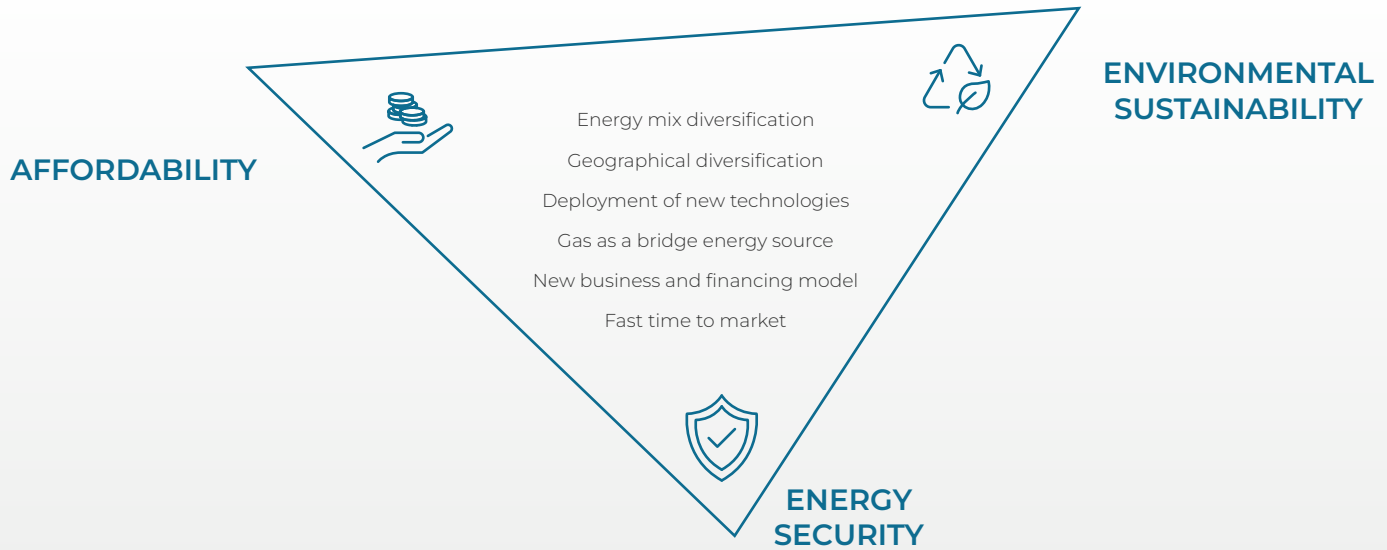 ENVIRONMENTAL
SUSTAINABILITY
AFFORDABILITY
Energy mix diversification
Geographical diversification
Deployment of new technologies
Gas as a bridge energy source
New business and financing model
Fast time to market
ENERGY
SECURITY